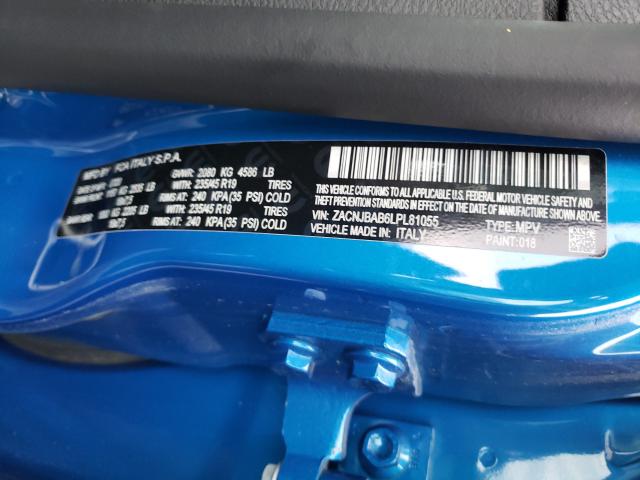 MFD BY FCA ITALY S.P.A.
GVWR: 2080 KG 4586 LB
WITH: 235/45 R19 TIRES
RIMS AT: 240 KPA(35 PSI) COLD
WITH: 235/45 R19 TIRES
RIMS AT: 240 KPA(35 PSI) COLD
THIS VEHICLE CONFORMS TO ALL APPLICABLE U.S. FEDERAL MOTOR VEHICLE SAFETY AND
THEFT PREVENTION STANDARDS IN EFFECT ON THE DATE OF MANUFACTURE SHOWN ABOVE.
VIN: ZACNJBAB6LPL81055 TYPE: MPV
VEHICLE MADE IN: ITALY PAINT: 018